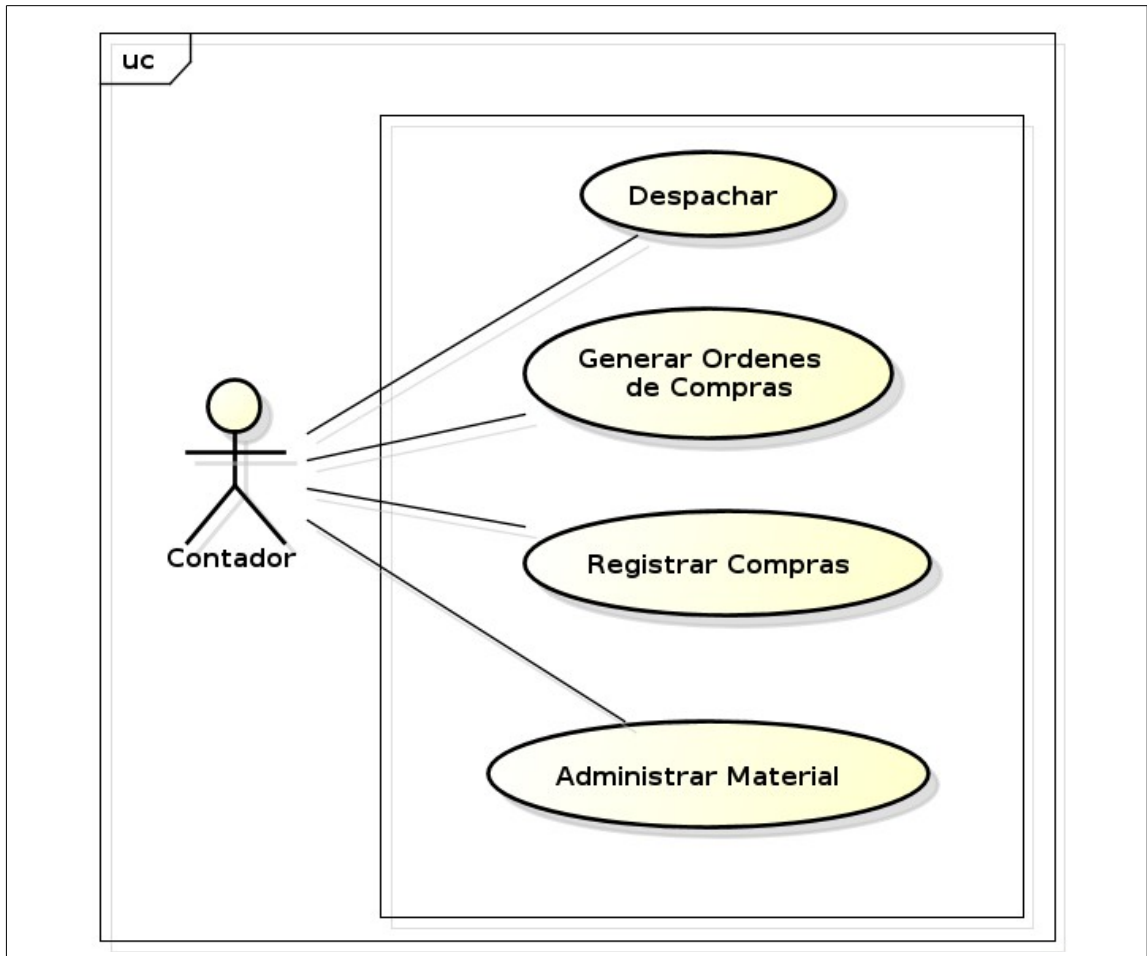 uc
Despachar
Generar Ordenes
de Compras
Contador
Registrar Compras
Administrar Material